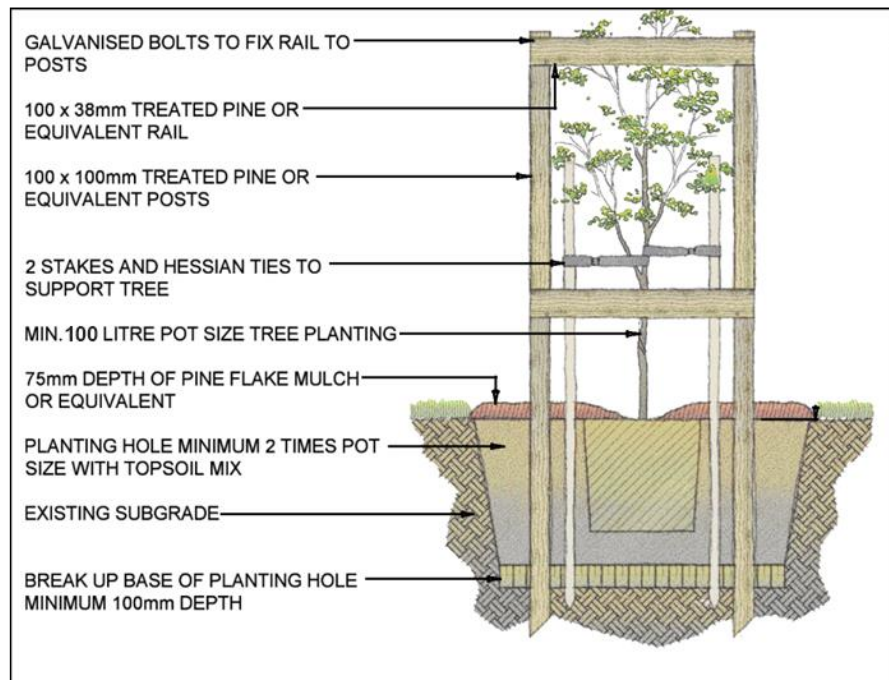 GALVANISED BOLTS TO FIX RAIL TO
POSTS
100 x 38mm TREATED PINE OR
EQUIVALENT RAIL
100 x 100mm TREATED PINE OR
EQUIVALENT POSTS
2 STAKES AND HESSIAN TIES TO
SUPPORT TREE
MIN.100 LITRE POT SIZE TREE PLANTING
75mm DEPTH OF PINE FLAKE MULCH
OR EQUIVALENT
PLANTING HOLE MINIMUM 2 TIMES POT
SIZE WITH TOPSOIL MIX
EXISTING SUBGRADE
BREAK UP BASE OF PLANTING HOLE
MINIMUM 100mm DEPTH